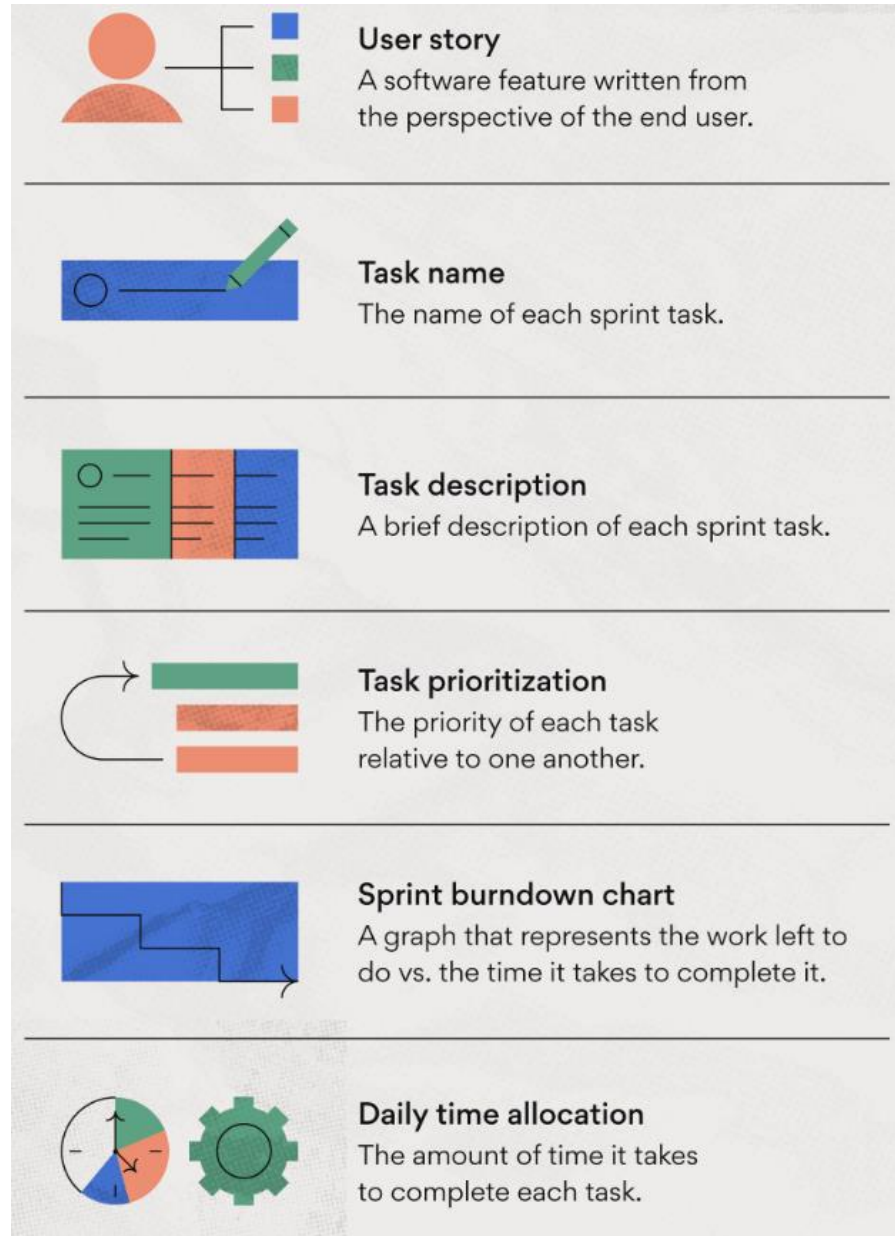 User story
A software feature written from
the perspective of the end user.
Task name
The name of each sprint task.
Task description
A brief description of each sprint task.
Task prioritization
The priority of each task
relative to one another.
Sprint burndown chart
A graph that represents the work left to
do vs. the time it takes to complete it.
Daily time allocation
The amount of time it takes
to complete each task.